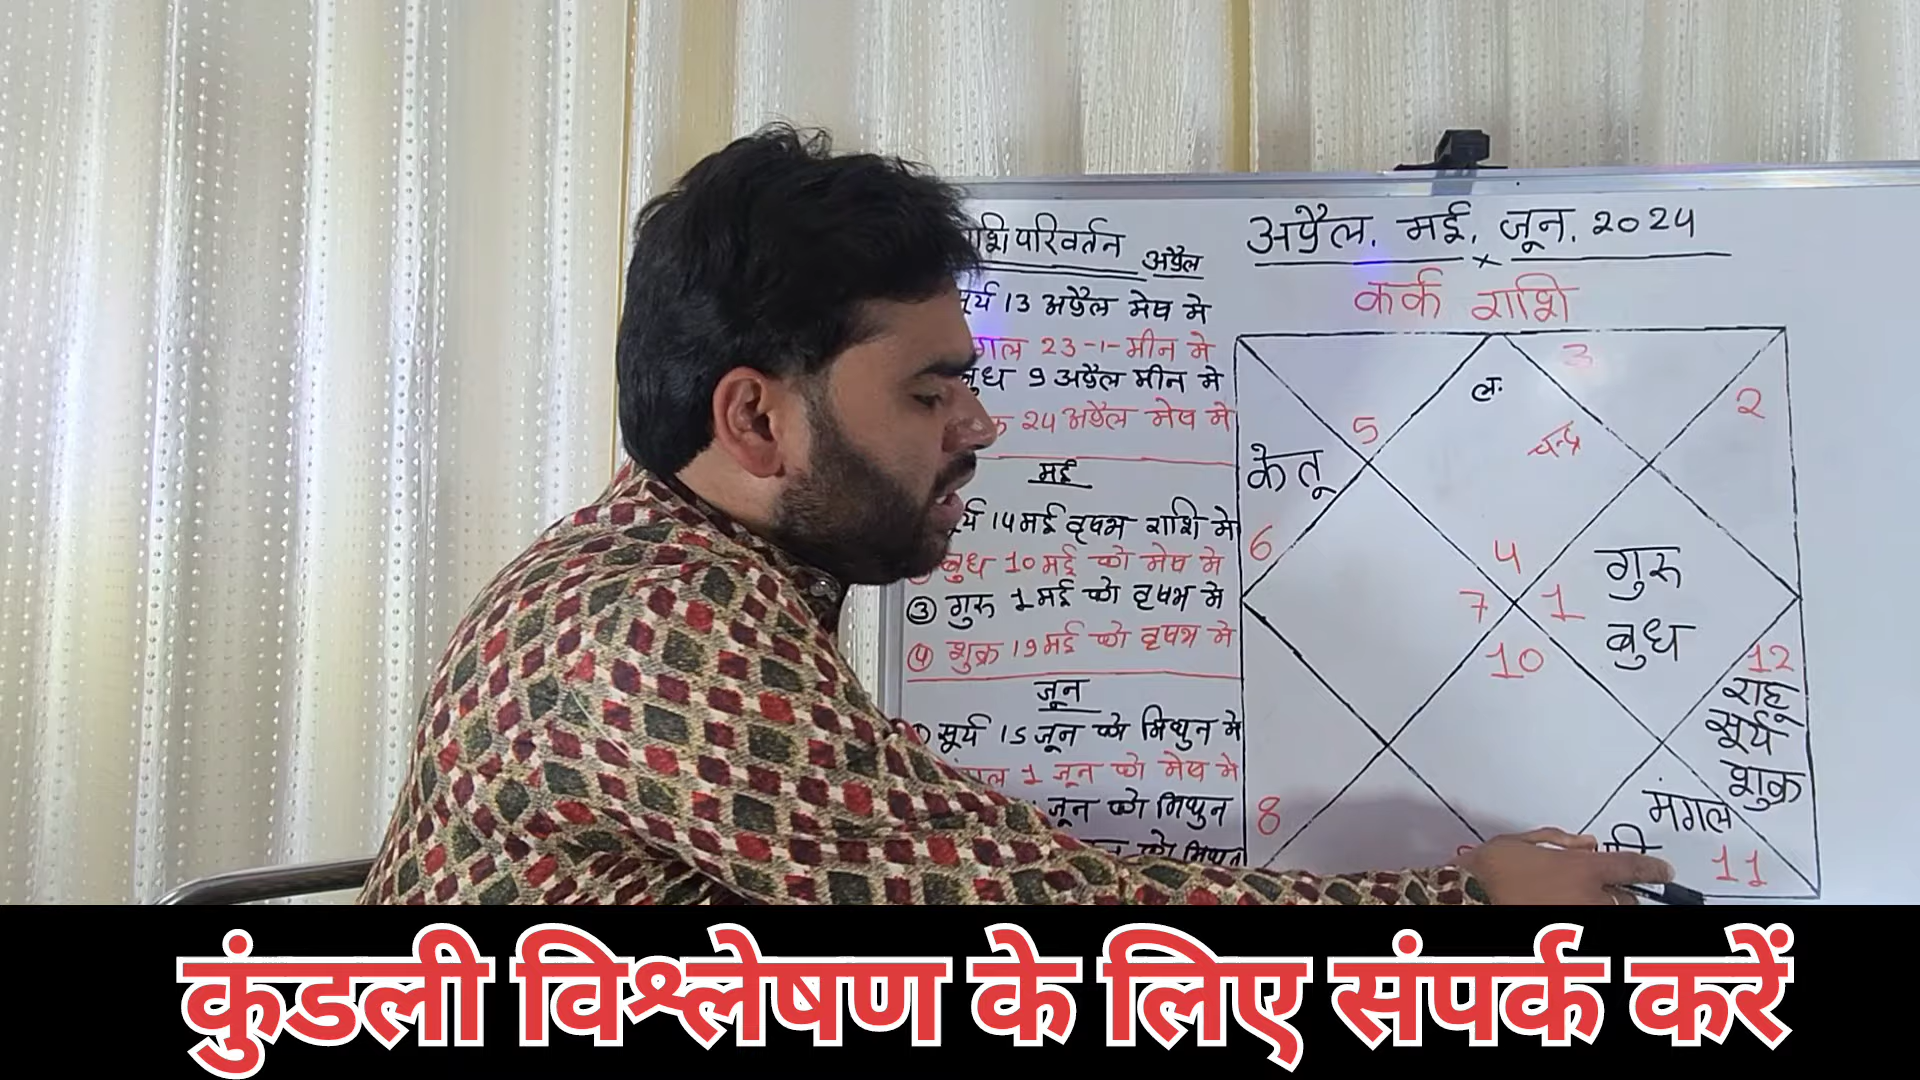 राशि परिवर्तन अप्रैल
सूर्य 13 अप्रैल मेष मे
मंगल 23-1-मीन मे
बुध 9 अप्रैल मीन मे
24 अप्रैल मेष मे
मई
सूर्य 14 मई वृषभ राशि मे
बुध 10 मई को मेष मे
③ गुरु 1 मई को वृषभ मे
④ शुक्र 19 मई को वृषभ मे
जून
सूर्य 15 जून को मिथुन मे
मंगल 1 जून को मेष मे
जून को मिथुन
को मिथुन
अप्रैल. मई. जून. 2024
कर्क राशि
3
ल.
2
5
चन्द्र
केतू
6
4
गुरु
7
1
बुध
10
12
राहू
सूर्य
शुक्र
मंगल
8
11
कुंडली विश्लेषण के लिए संपर्क करें